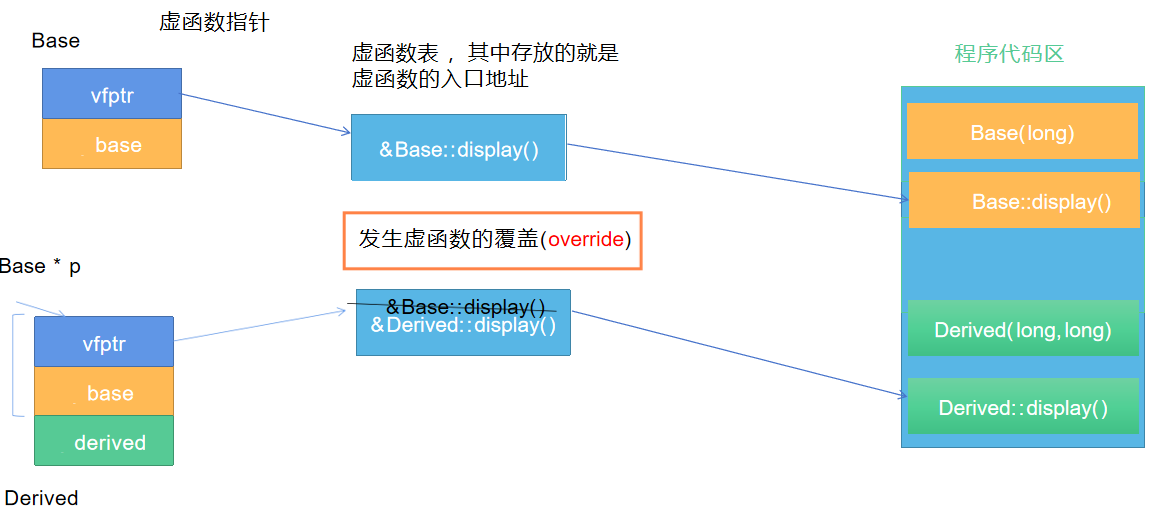 虚函数指针
Base
虚函数表 ，其中存放的就是
虚函数的入口地址
程序代码区
vfptr
base
&Base::display()
Base(long)
Base::display()
发生虚函数的覆盖(override)
Base * p
&Base::display()
&Derived::display()
vfptr
base
derived
Derived(long,long)
Derived::display()
Derived